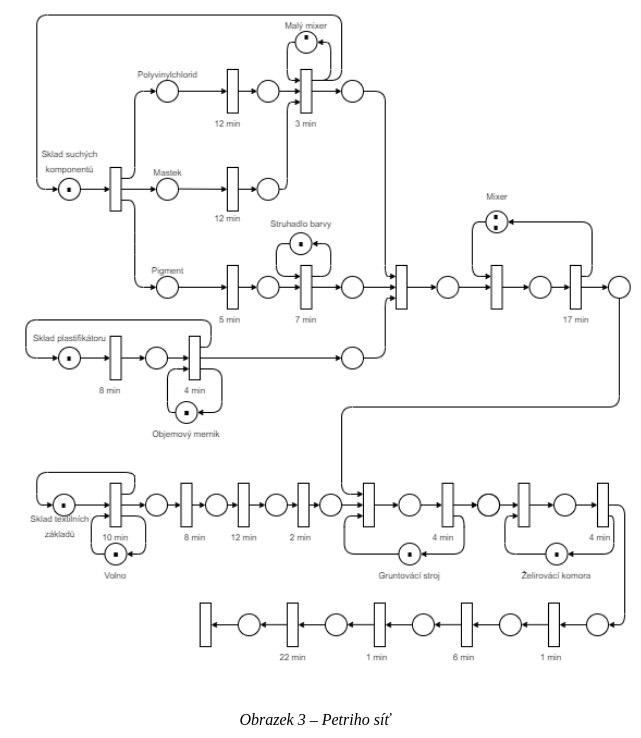 Malý mixer
Polyvinylchlorid
12 min
3 min
Sklad suchých
komponentů
Mastek
12 min
Mixer
Struhadlo barvy
Pigment
5 min
7 min
17 min
Sklad plastifikátoru
8 min
4 min
Objemový merník
Sklad textilních
základů
10 min
8 min
12 min
2 min
4 min
4 min
Volno
Gruntovácí stroj
Želírovácí komora
22 min
1 min
6 min
1 min
Obrazek 3 – Petriho síť